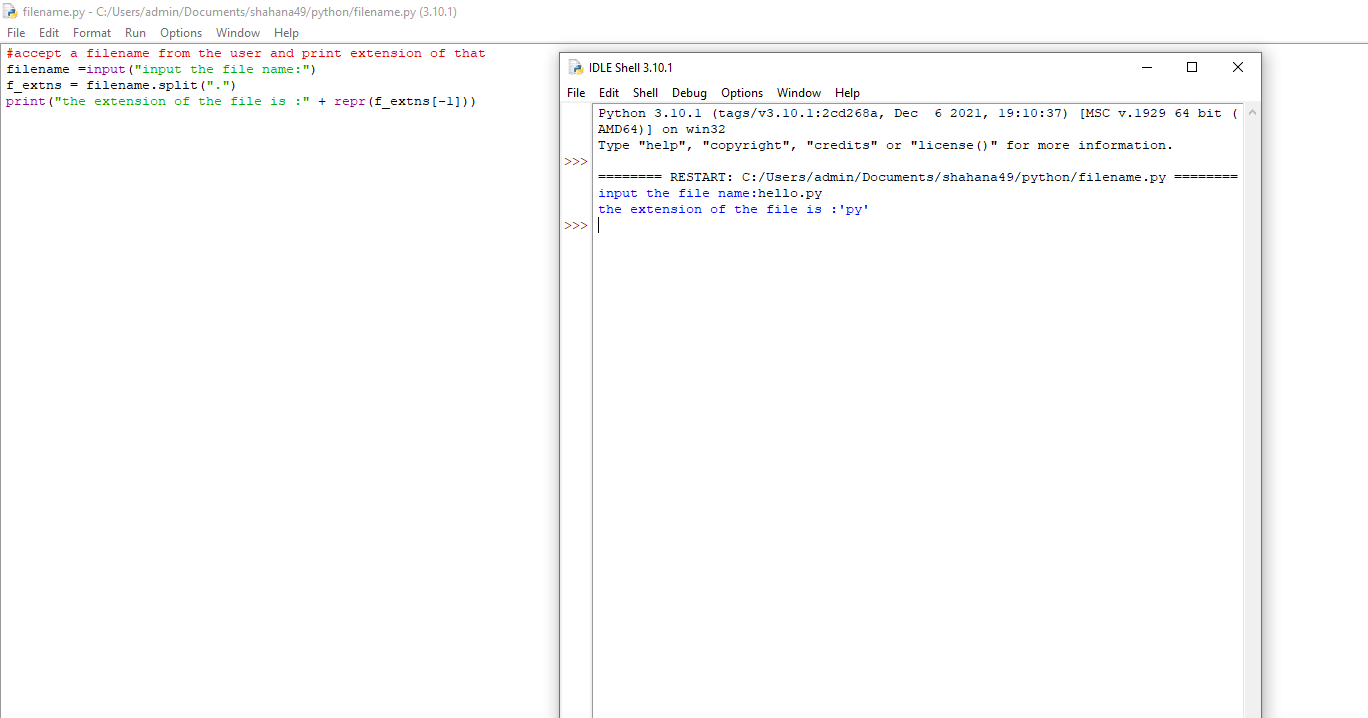 filename.py - C:/Users/admin/Documents/shahana49/python/filename.py (3.10.1)
File Edit Format Run Options Window Help
#accept a filename from the user and print extension of that
filename =input("input the file name:")
f_extns = filename.split(".")
print("the extension of the file is :" + repr(f_extns[-1]))
IDLE Shell 3.10.1
File Edit Shell Debug Options Window Help
Python 3.10.1 (tags/v3.10.1:2cd268a, Dec  6 2021, 19:10:37) [MSC v.1929 64 bit (
AMD64)] on win32
Type "help", "copyright", "credits" or "license()" for more information.
>>>
======== RESTART: C:/Users/admin/Documents/shahana49/python/filename.py ========
input the file name:hello.py
the extension of the file is :'py'
>>>